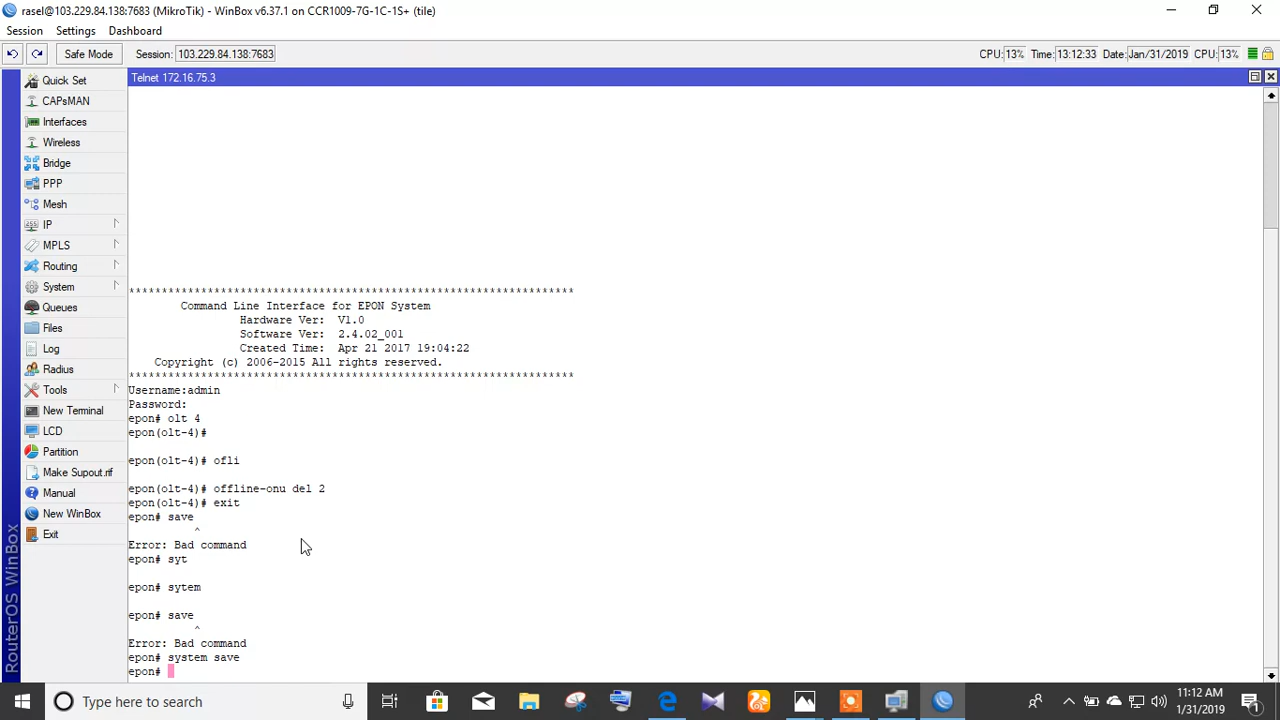 rasel@103.229.84.138:7683 (MikroTik) - WinBox v6.37.1 on CCR1009-7G-1C-1S+ (tile)
Session Settings Dashboard
Safe Mode Session: 103.229.84.138:7683 CPU: 13% Time: 13:12:33 Date: Jan/31/2019 CPU: 13%
Telnet 172.16.75.3
Quick Set
CAPsMAN
Interfaces
Wireless
Bridge
PPP
Mesh
IP
MPLS
Routing
System
Queues
Files
Log
Radius
Tools
New Terminal
LCD
Partition
Make Supout.rif
Manual
New WinBox
Exit
RouterOS WinBox
*******************************************************************
Command Line Interface for EPON System
Hardware Ver: V1.0
Software Ver: 2.4.02_001
Created Time: Apr 21 2017 19:04:22
Copyright (c) 2006-2015 All rights reserved.
*******************************************************************
Username:admin
Password:
epon# olt 4
epon(olt-4)#
epon(olt-4)# ofli
epon(olt-4)# offline-onu del 2
epon(olt-4)# exit
epon# save
^
Error: Bad command
epon# syt
epon# sytem
epon# save
^
Error: Bad command
epon# system save
epon#
Type here to search
11:12 AM
1/31/2019
1